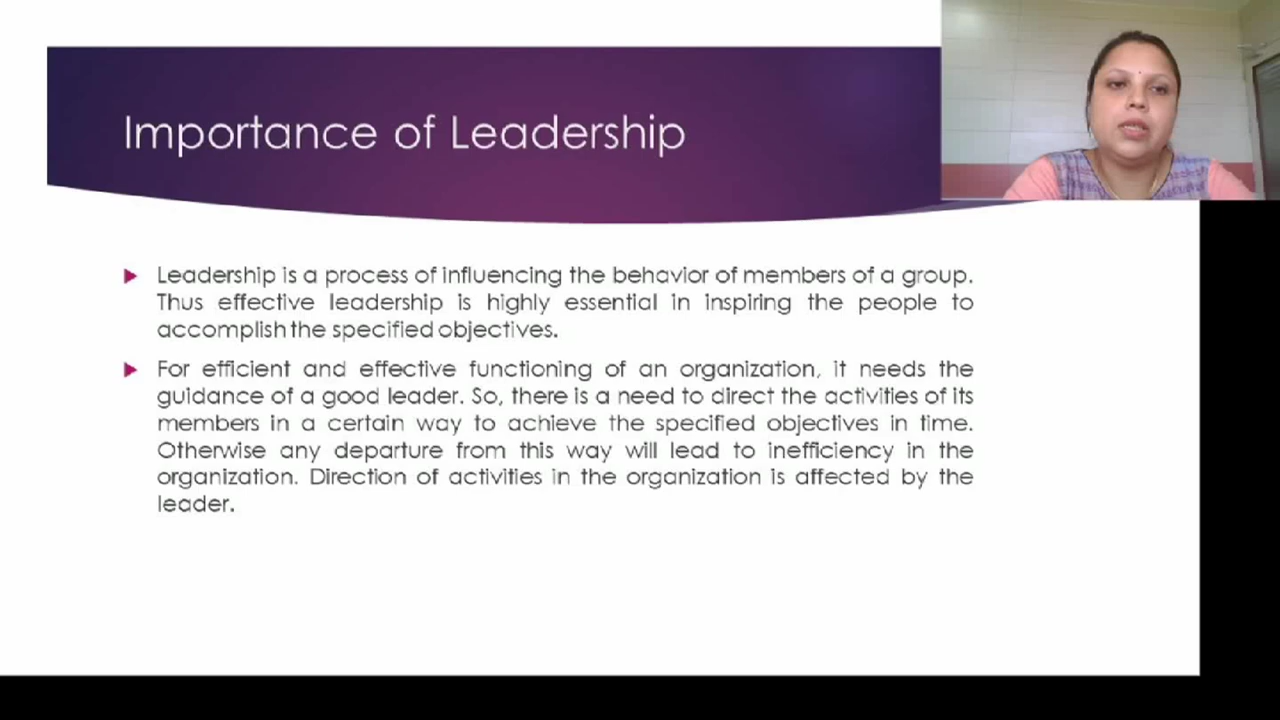 Importance of Leadership
Leadership is a process of influencing the behavior of members of a group.
Thus effective leadership is highly essential in inspiring the people to
accomplish the specified objectives.
For efficient and effective functioning of an organization, it needs the
guidance of a good leader. So, there is a need to direct the activities of its
members in a certain way to achieve the specified objectives in time.
Otherwise any departure from this way will lead to inefficiency in the
organization. Direction of activities in the organization is affected by the
leader.